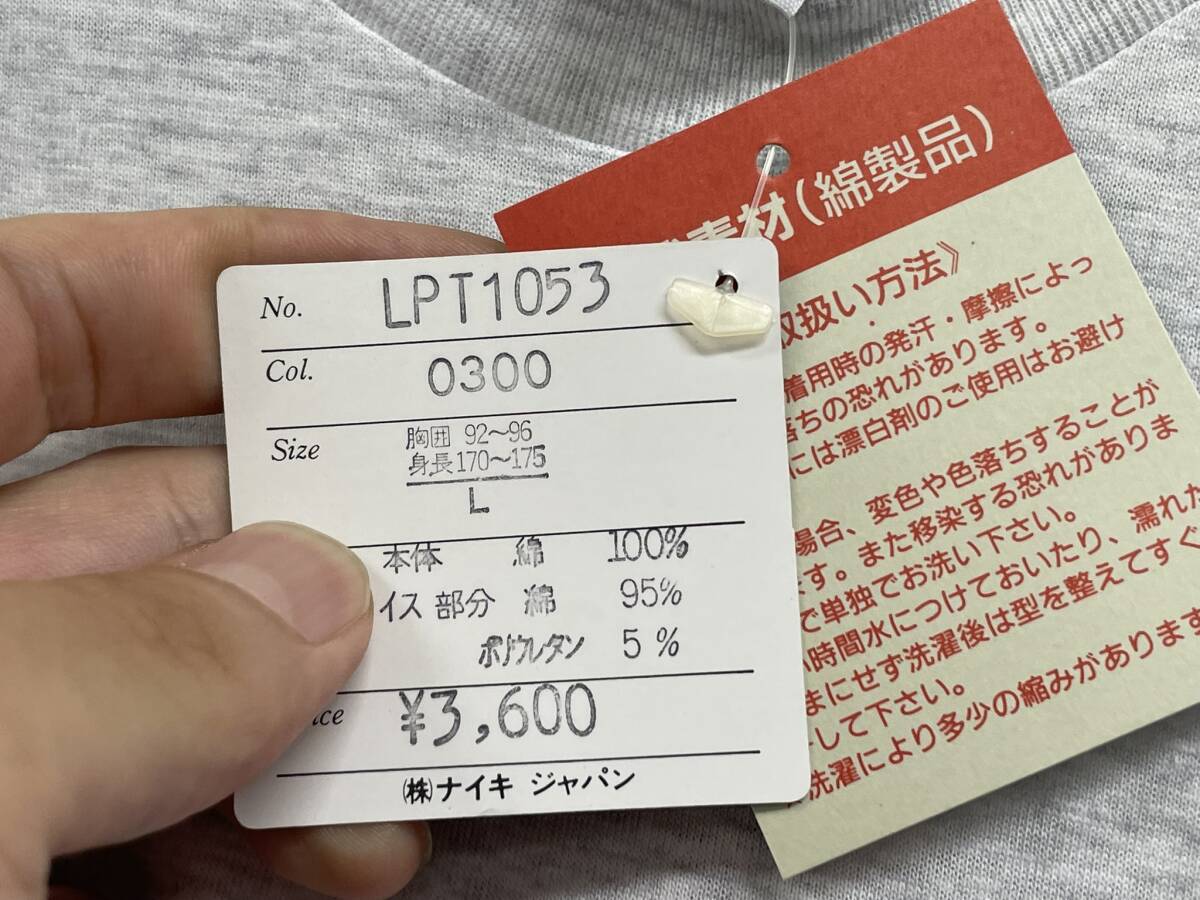 No. LPT1053
Col. 0300
Size 胸囲 92~96
身長 170~175
L
本体 綿 100%
イス 部分 綿 95%
ポリウレタン 5%
¥3,600
(株)ナイキ ジャパン
素材(綿製品)
取扱い方法》
着用時の発汗・摩擦によっ
落ちの恐れがあります。
には漂白剤のご使用はお避け
場合、変色や色落ちすることが
ます。また移染する恐れがありま
で単独でお洗い下さい。
時間水につけておいたり、濡れた
まにせず洗濯後は型を整えてすぐ
して下さい。
洗濯により多少の縮みがあります